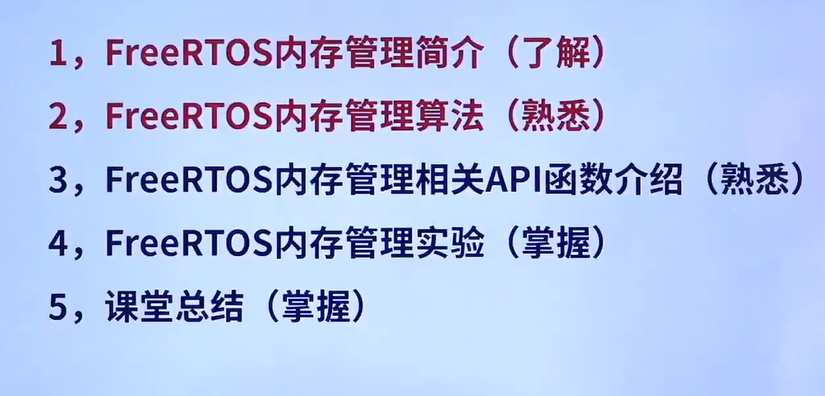 1，FreeRTOS内存管理简介（了解）
2，FreeRTOS内存管理算法（熟悉）
3，FreeRTOS内存管理相关API函数介绍（熟悉）
4，FreeRTOS内存管理实验（掌握）
5，课堂总结（掌握）